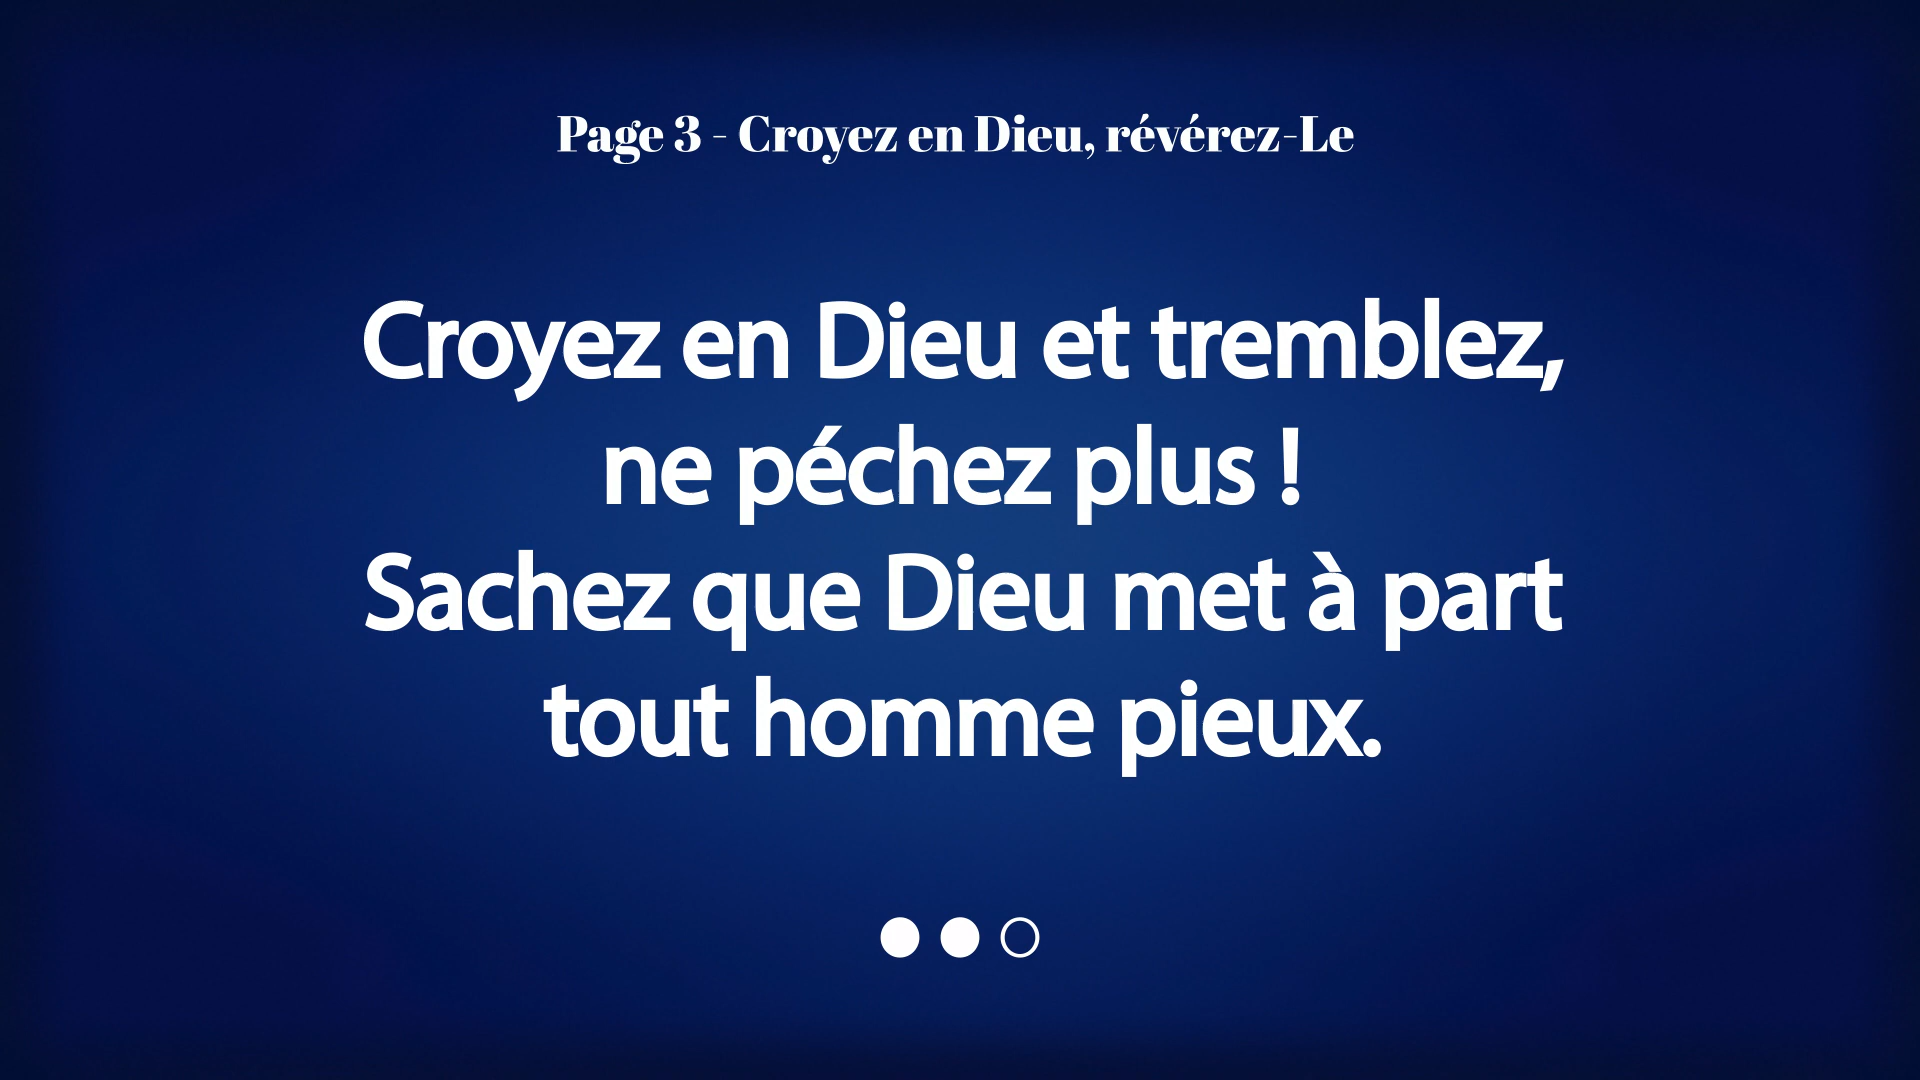 Page 3 - Croyez en Dieu, révérez-Le
Croyez en Dieu et tremblez,
ne péchez plus !
Sachez que Dieu met à part
tout homme pieux.